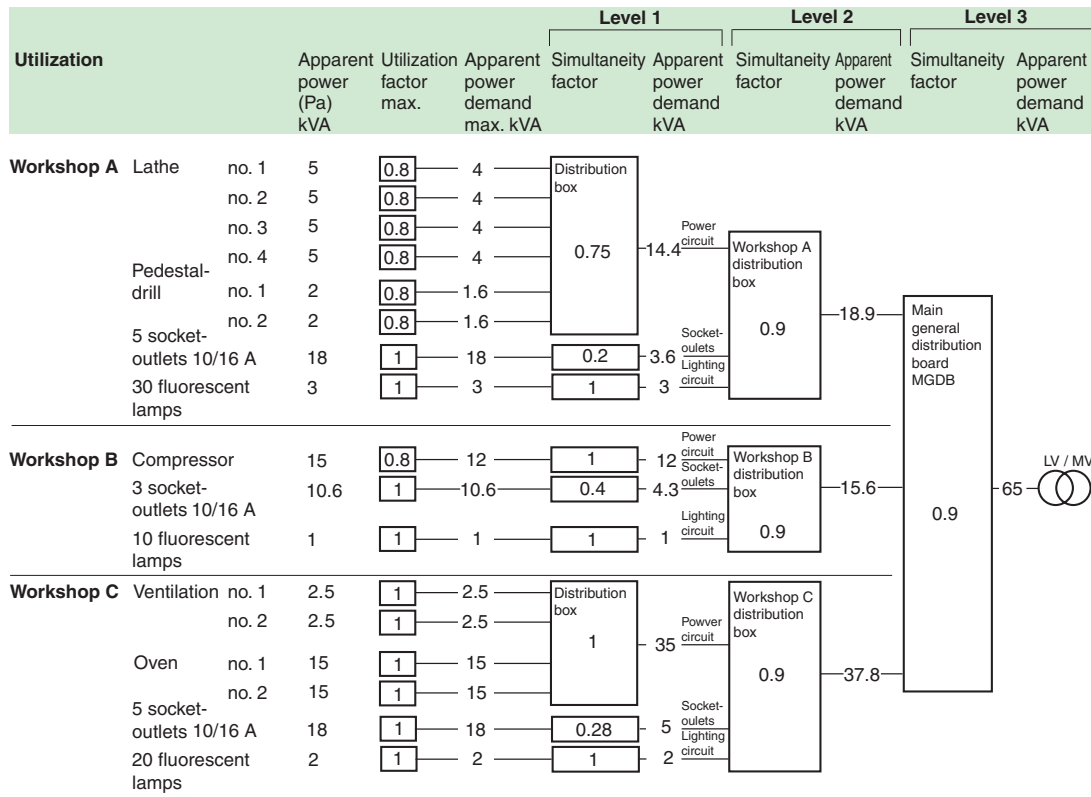 Level 1 Level 2 Level 3
Utilization Apparent Utilization Apparent Simultaneity Apparent Simultaneity Apparent Simultaneity Apparent
power factor power factor power factor power factor power
(Pa) max. demand demand demand demand
kVA max. kVA kVA kVA kVA
Workshop A Lathe no. 1 5 0.8 4 Distribution
box
no. 2 5 0.8 4
no. 3 5 0.8 4
no. 4 5 0.8 4 0.75 14.4 Power
circuit Workshop A
distribution
box
Pedestal-
drill no. 1 2 0.8 1.6
no. 2 2 0.8 1.6 0.9 18.9 Main
general
distribution
board
MGDB
5 socket-
outlets 10/16 A 18 1 18 0.2 3.6 Socket-
oulets
30 fluorescent 3 1 3 1 3 Lighting
circuit
lamps
Workshop B Compressor 15 0.8 12 1 12 Power
circuit Workshop B
distribution
box
3 socket-
outlets 10/16 A 10.6 1 10.6 0.4 4.3 Socket-
oulets 15.6 65 LV / MV
10 fluorescent 1 1 1 1 1 Lighting
circuit 0.9 0.9
lamps
Workshop C Ventilation no. 1 2.5 1 2.5 Distribution
box Workshop C
distribution
box
no. 2 2.5 1 2.5 1 35 Powver
circuit
Oven no. 1 15 1 15 0.9 37.8
no. 2 15 1 15
5 socket-
outlets 10/16 A 18 1 18 0.28 5 Socket-
oulets
20 fluorescent 2 1 2 1 2 Lighting
circuit
lamps